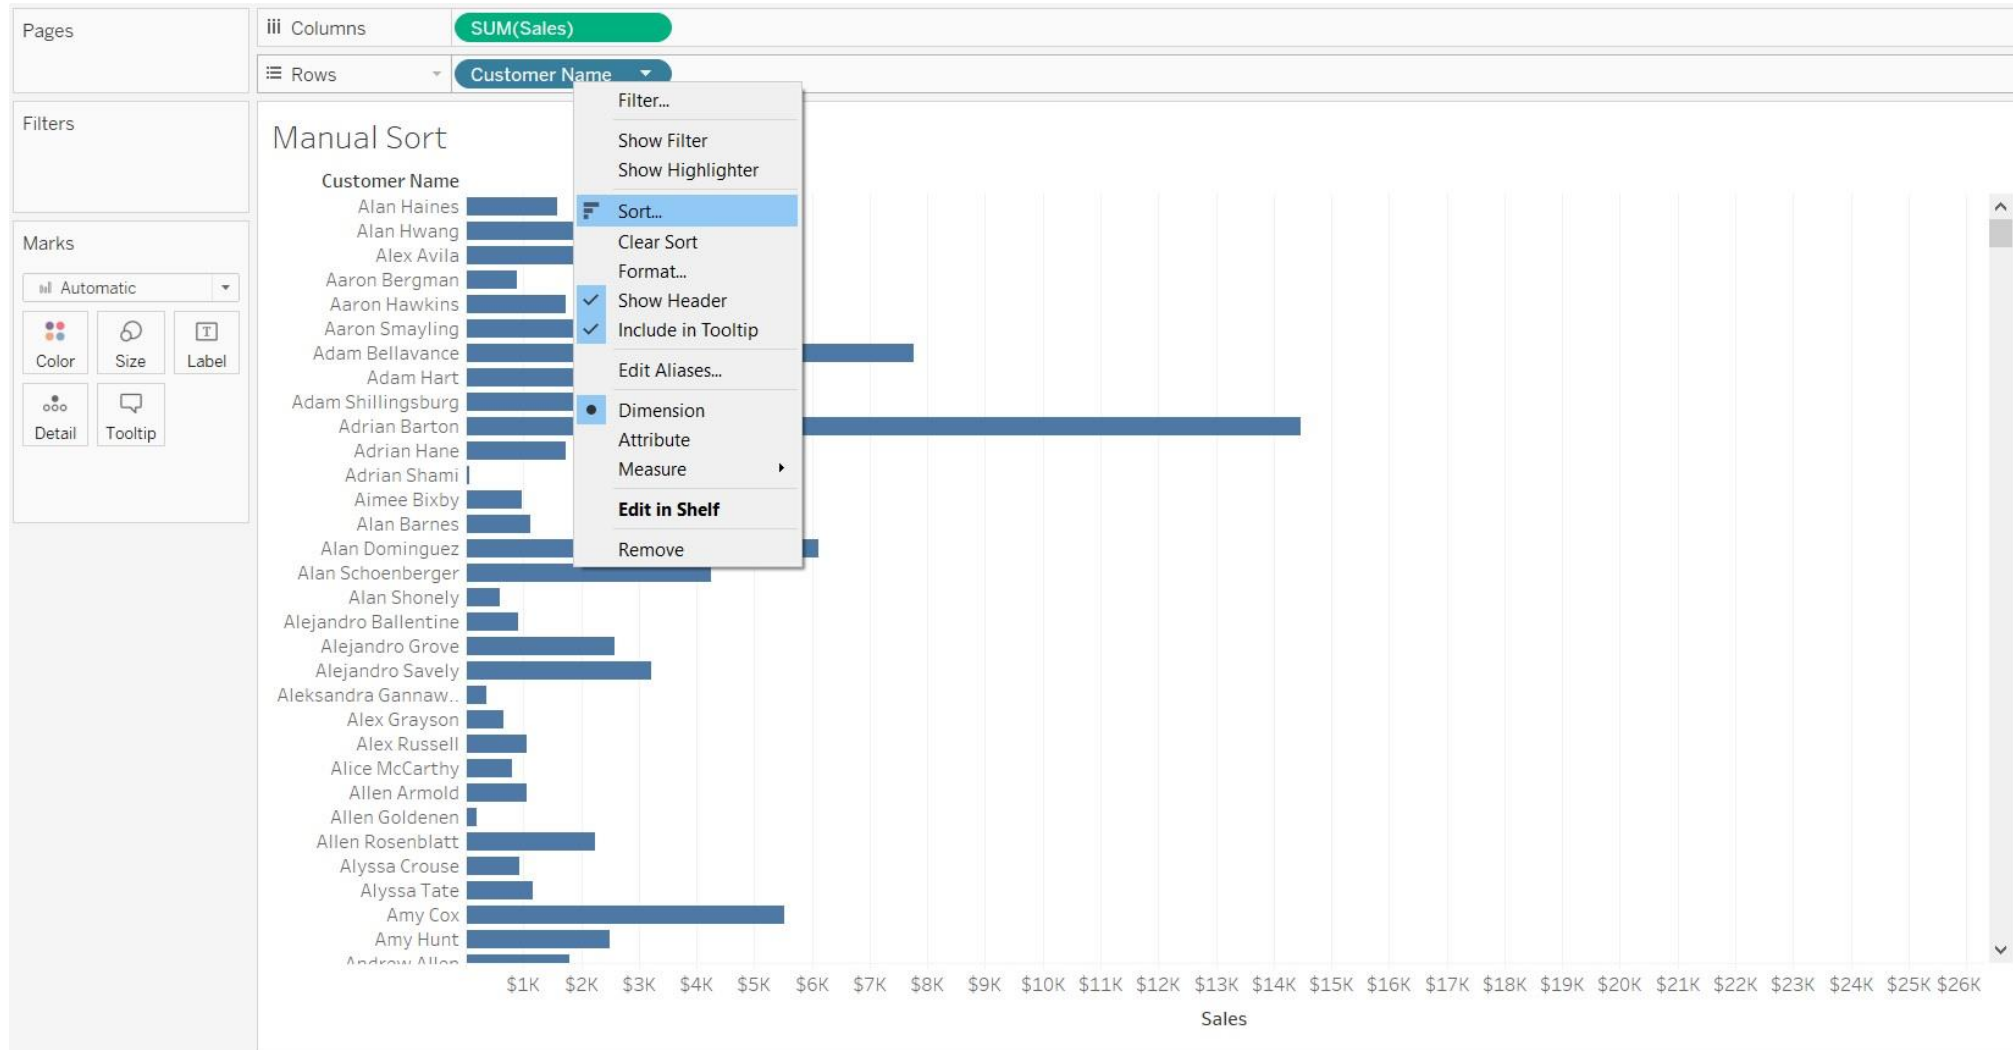 Pages
Columns
SUM(Sales)
Rows
Customer Name
Filters
Marks
Automatic
Color
Size
T
Label
Detail
Tooltip
Filter...
Show Filter
Show Highlighter
Sort...
Clear Sort
Format...
Show Header
Include in Tooltip
Edit Aliases...
Dimension
Attribute
Measure
Edit in Shelf
Remove
Manual Sort
Customer Name
Alan Haines
Alan Hwang
Alex Avila
Aaron Bergman
Aaron Hawkins
Aaron Smayling
Adam Bellavance
Adam Hart
Adam Shillingsburg
Adrian Barton
Adrian Hane
Adrian Shami
Aimee Bixby
Alan Barnes
Alan Dominguez
Alan Schoenberger
Alan Shonely
Alejandro Ballentine
Alejandro Grove
Alejandro Savely
Aleksandra Gannaw..
Alex Grayson
Alex Russell
Alice McCarthy
Allen Armold
Allen Goldenen
Allen Rosenblatt
Alyssa Crouse
Alyssa Tate
Amy Cox
Amy Hunt
Andrew Allen
$1K $2K $3K $4K $5K $6K $7K $8K $9K $10K $11K $12K $13K $14K $15K $16K $17K $18K $19K $20K $21K $22K $23K $24K $25K $26K
Sales